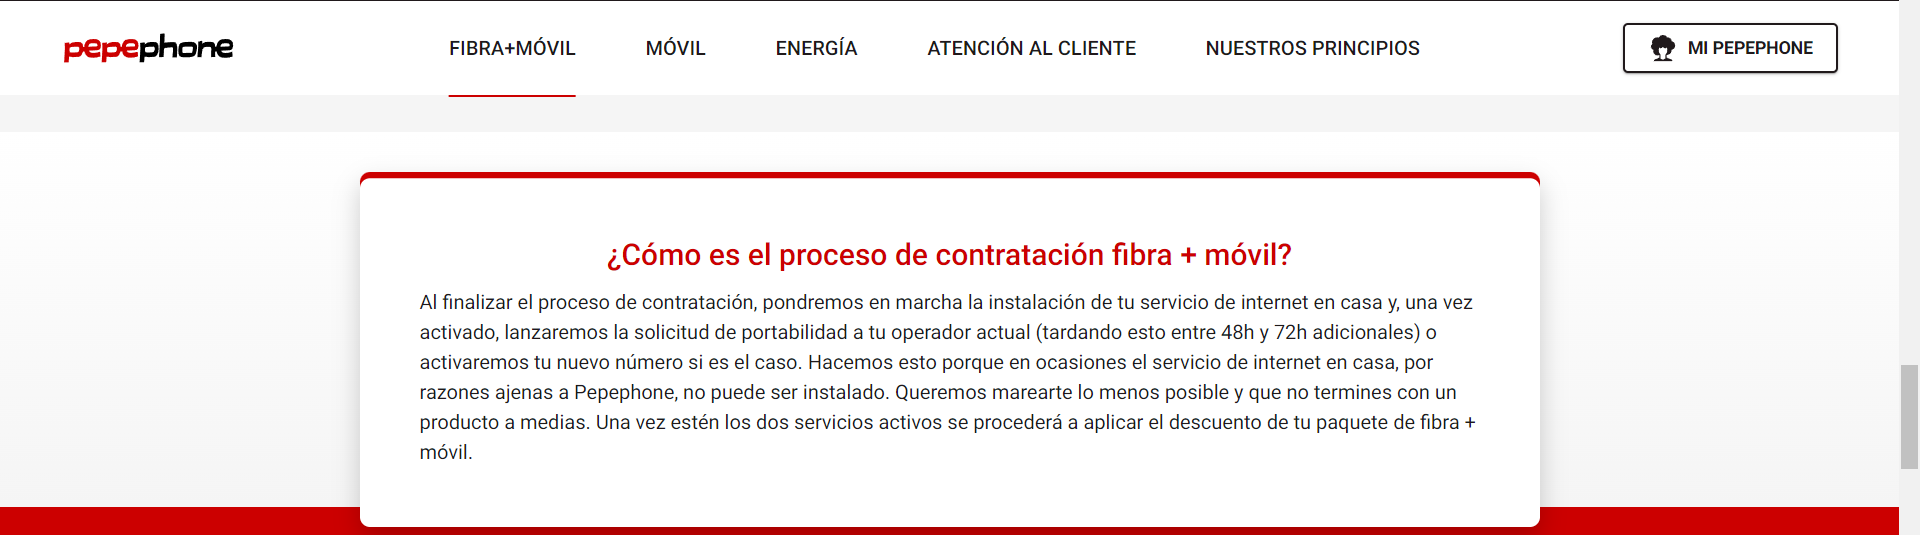 pepephone
FIBRA+MÓVIL
MÓVIL
ENERGÍA
ATENCIÓN AL CLIENTE
NUESTROS PRINCIPIOS
MI PEPEPHONE
¿Cómo es el proceso de contratación fibra + móvil?
Al finalizar el proceso de contratación, pondremos en marcha la instalación de tu servicio de internet en casa y, una vez
activado, lanzaremos la solicitud de portabilidad a tu operador actual (tardando esto entre 48h y 72h adicionales) o
activaremos tu nuevo número si es el caso. Hacemos esto porque en ocasiones el servicio de internet en casa, por
razones ajenas a Pepephone, no puede ser instalado. Queremos marearte lo menos posible y que no termines con un
producto a medias. Una vez estén los dos servicios activos se procederá a aplicar el descuento de tu paquete de fibra +
móvil.